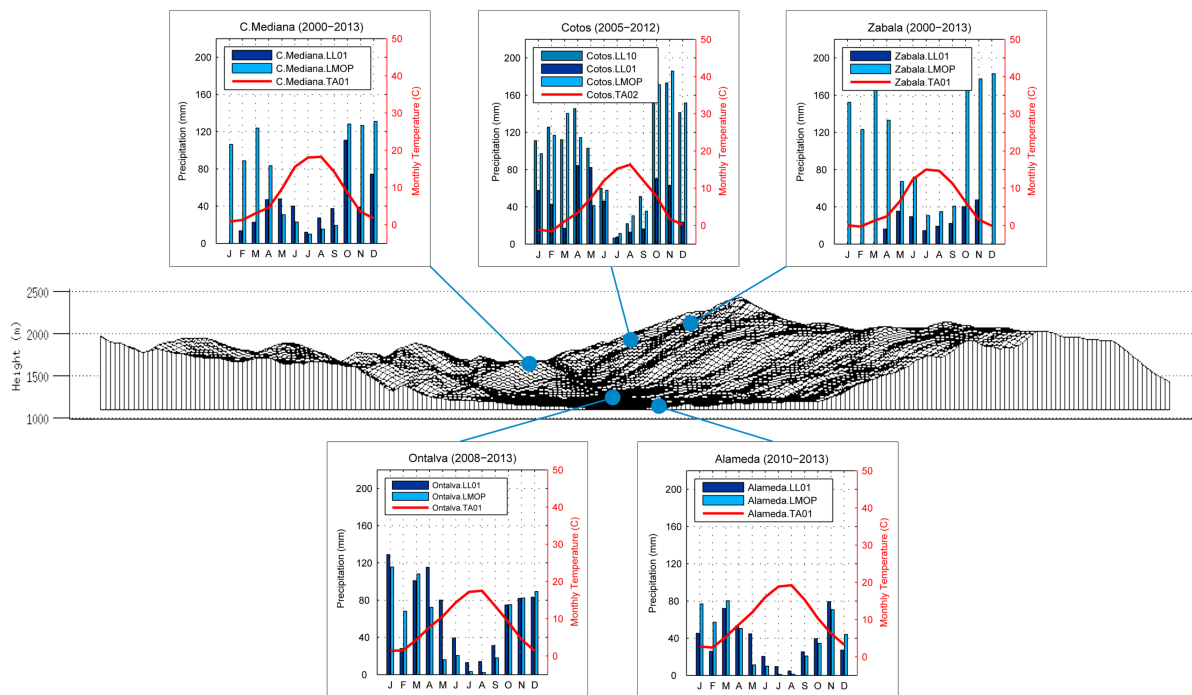 C.Mediana (2000−2013)
220
160
120
80
40
0
Precipitation (mm)
C.Mediana.LL01
C.Mediana.LMOP
C.Mediana.TA01
50
40
30
20
10
0
Monthly Temperature (C)
J F M A M J J A S O N D
Cotos (2005−2012)
220
160
120
80
40
0
Precipitation (mm)
Cotos.LL10
Cotos.LL01
Cotos.LMOP
Cotos.TA02
50
40
30
20
10
0
Monthly Temperature (C)
J F M A M J J A S O N D
Zabala (2000−2013)
220
160
120
80
40
0
Precipitation (mm)
Zabala.LL01
Zabala.LMOP
Zabala.TA01
50
40
30
20
10
0
Monthly Temperature (C)
J F M A M J J A S O N D
2500
2000
1500
1000
Height (m)
Ontalva (2008−2013)
220
160
120
80
40
0
Precipitation (mm)
Ontalva.LL01
Ontalva.LMOP
Ontalva.TA01
50
40
30
20
10
0
Monthly Temperature (C)
J F M A M J J A S O N D
Alameda (2010−2013)
220
160
120
80
40
0
Precipitation (mm)
Alameda.LL01
Alameda.LMOP
Alameda.TA01
50
40
30
20
10
0
Monthly Temperature (C)
J F M A M J J A S O N D